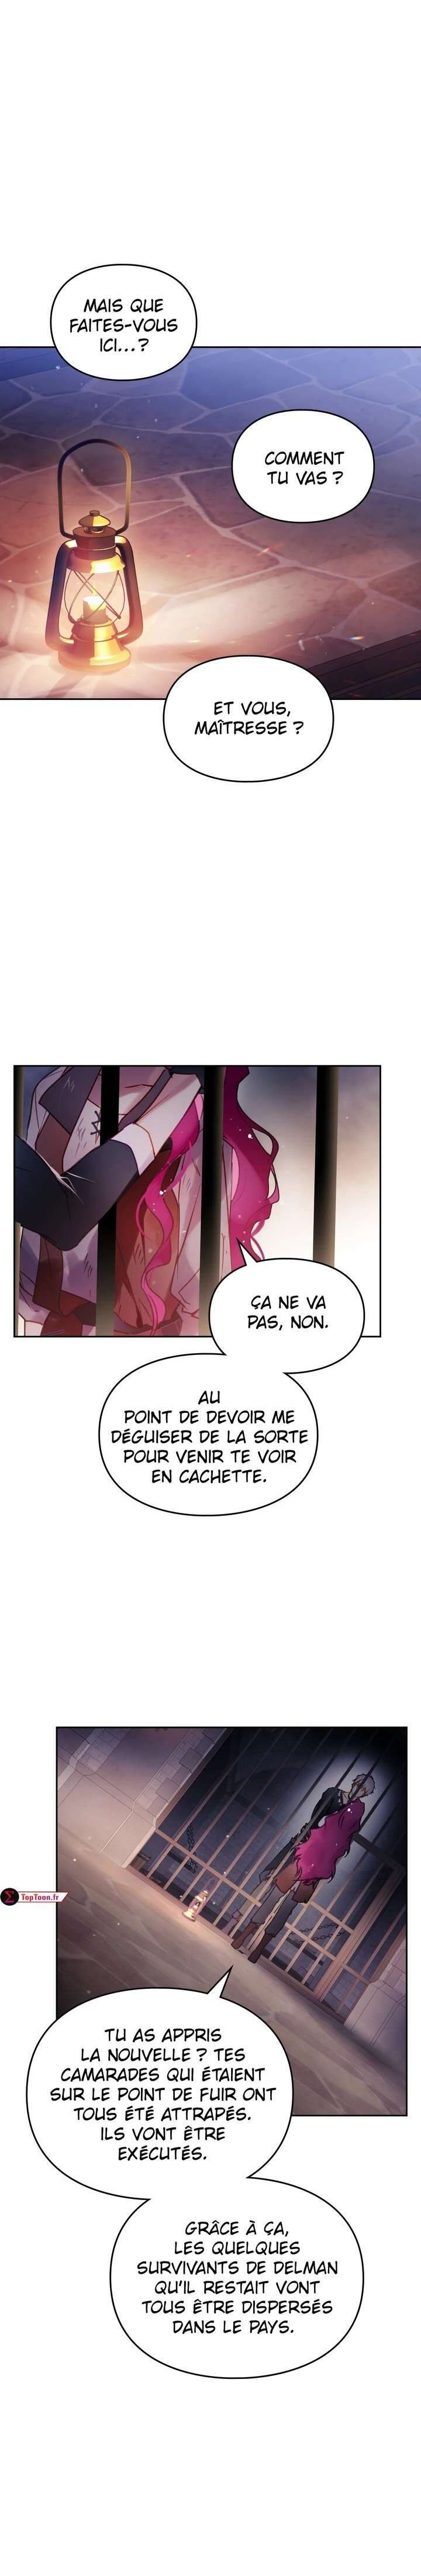 MAIS QUE
FAITES-VOUS
ICI...?
COMMENT
TU VAS ?
ET VOUS,
MAÎTRESSE ?
ÇA NE VA
PAS, NON.
AU
POINT DE DEVOIR ME
DÉGUISER DE LA SORTE
POUR VENIR TE VOIR
EN CACHETTE.
TopToon.fr
TU AS APPRIS
LA NOUVELLE ? TES
CAMARADES QUI ÉTAIENT
SUR LE POINT DE FUIR ONT
TOUS ÉTÉ ATTRAPÉS.
ILS VONT ÊTRE
EXÉCUTÉS.
GRÂCE À ÇA,
LES QUELQUES
SURVIVANTS DE DELMAN
QU'IL RESTAIT VONT
TOUS ÊTRE DISPERSÉS
DANS LE PAYS.